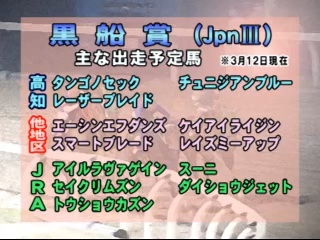 黒船賞 (JpnⅢ)
主な出走予定馬 ※3月12日現在
高知 タンゴノセック チュニジアンブルー
レーザーブレイド
他地区 エーシンエフダンズ ケイアイライジン
スマートブレード レイズミーアップ
JRA アイルラヴァゲイン スーニ
セイクリムズン ダイショウジェット
トウショウカズン